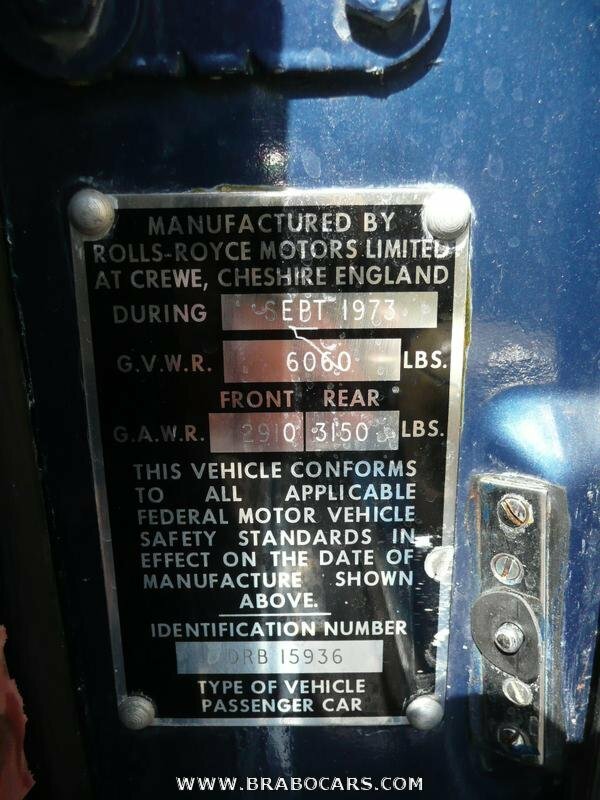 MANUFACTURED BY
ROLLS-ROYCE MOTORS LIMITED
AT CREWE, CHESHIRE ENGLAND
DURING SEPT 1973
G.V.W.R. 6060 LBS.
FRONT REAR
G.A.W.R. 2910 3150 LBS.
THIS VEHICLE CONFORMS
TO ALL APPLICABLE
FEDERAL MOTOR VEHICLE
SAFETY STANDARDS IN
EFFECT ON THE DATE OF
MANUFACTURE SHOWN
ABOVE.
IDENTIFICATION NUMBER
DRB 15936
TYPE OF VEHICLE
PASSENGER CAR
WWW.BRABOCARS.COM